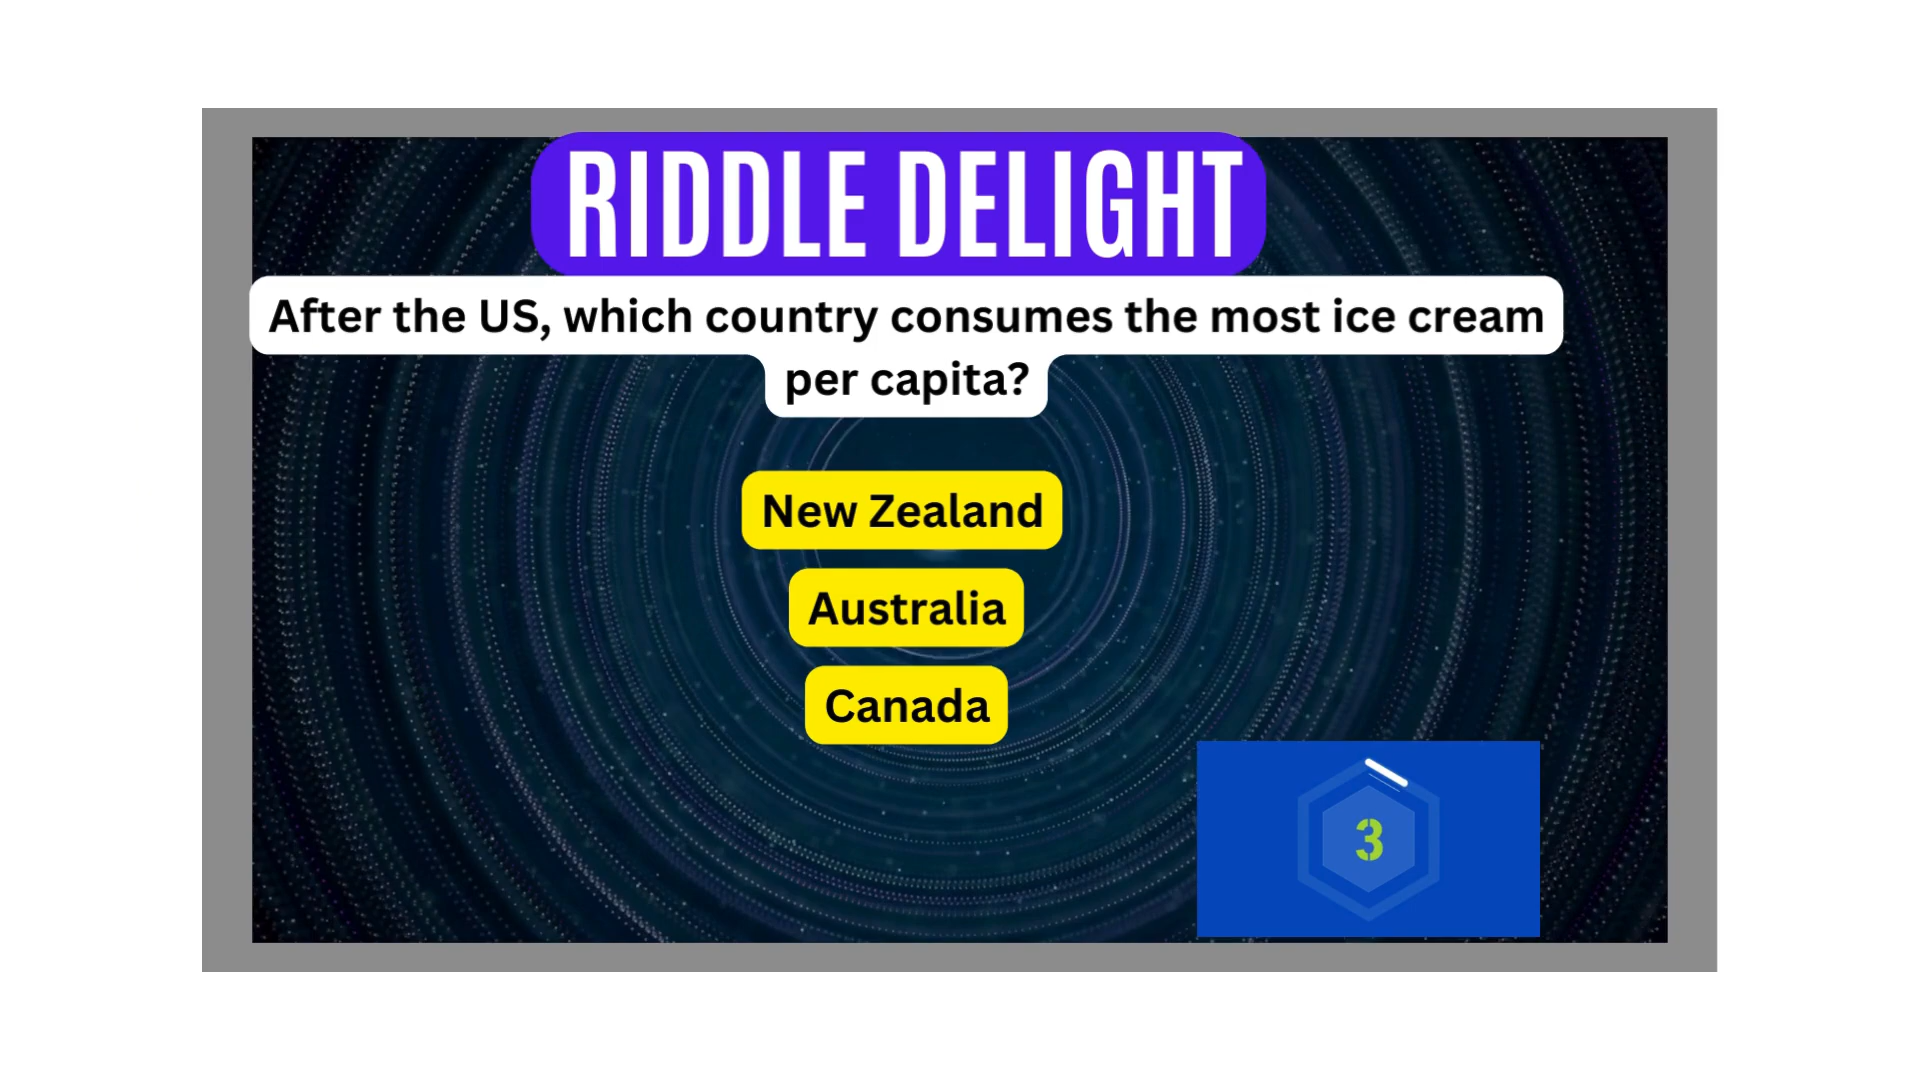 RIDDLE DELIGHT
After the US, which country consumes the most ice cream
per capita?
New Zealand
Australia
Canada
3